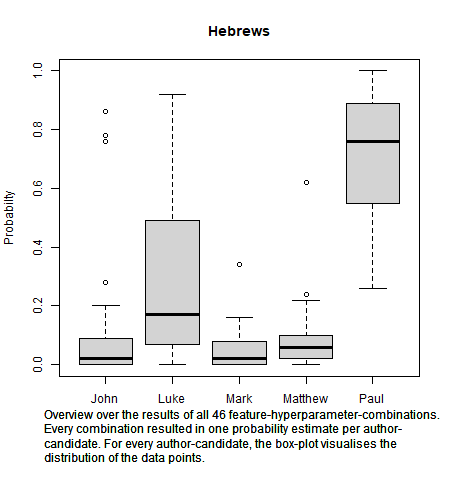 Hebrews
Probabilty
1.0
0.8
0.6
0.4
0.2
0.0
John Luke Mark Matthew Paul
Overview over the results of all 46 feature-hyperparameter-combinations.
Every combination resulted in one probability estimate per author-
candidate. For every author-candidate, the box-plot visualises the
distribution of the data points.